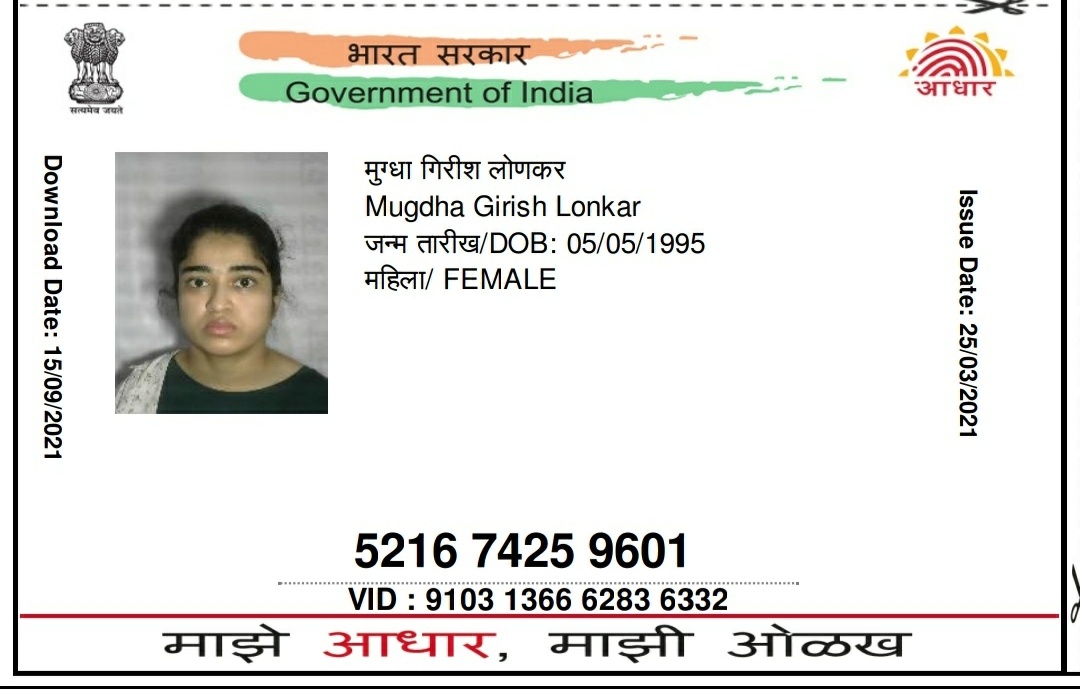 भारत सरकार
Government of India
सत्यमेव जयते
आधार
Download Date: 15/09/2021
मुग्धा गिरीश लोणकर
Mugdha Girish Lonkar
जन्म तारीख/DOB: 05/05/1995
महिला/ FEMALE
Issue Date: 25/03/2021
5216 7425 9601
VID : 9103 1366 6283 6332
माझे आधार, माझी ओळख